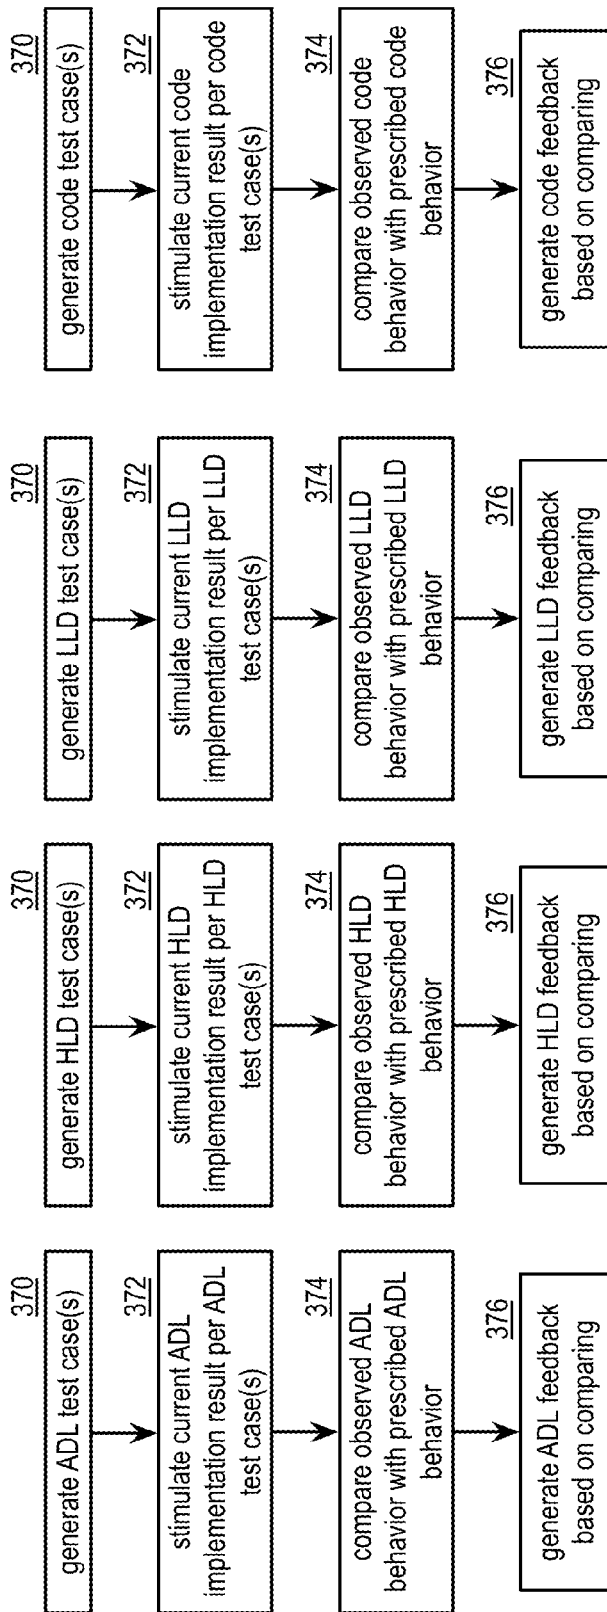 370
generate ADL test case(s)
372
stimulate current ADL
implementation result per ADL
test case(s)
374
compare observed ADL
behavior with prescribed ADL
behavior
376
generate ADL feedback
based on comparing
370
generate HLD test case(s)
372
stimulate current HLD
implementation result per HLD
test case(s)
374
compare observed HLD
behavior with prescribed HLD
behavior
376
generate HLD feedback
based on comparing
370
generate LLD test case(s)
372
stimulate current LLD
implementation result per LLD
test case(s)
374
compare observed LLD
behavior with prescribed LLD
behavior
376
generate LLD feedback
based on comparing
370
generate code test case(s)
372
stimulate current code
implementation result per code
test case(s)
374
compare observed code
behavior with prescribed code
behavior
376
generate code feedback
based on comparing